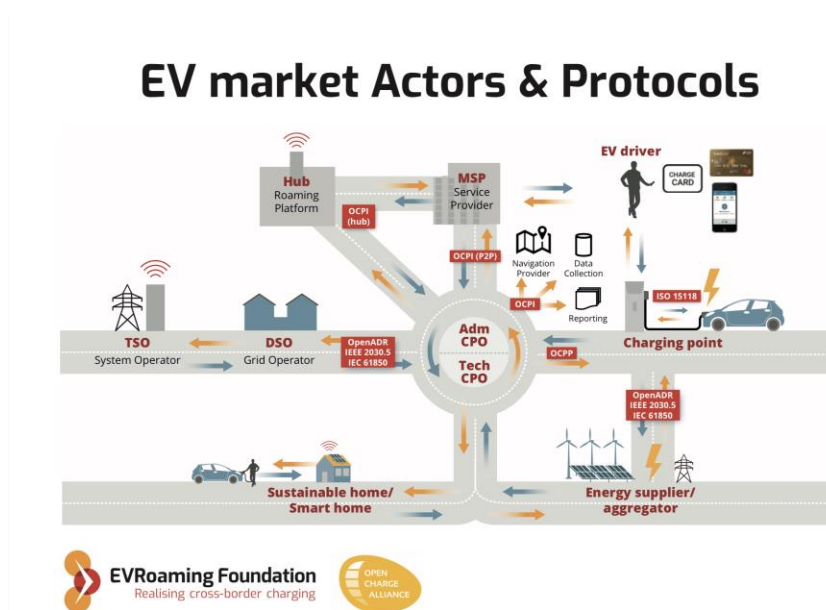 EV market Actors & Protocols
EV driver
CHARGE
CARD
Hub
Roaming
Platform
MSP
Service
Provider
OCPI
(hub)
OCPI (P2P)
Navigation
Provider
Data
Collection
OCPI
Reporting
ISO 15118
TSO
System Operator
DSO
Grid Operator
OpenADR
IEEE 2030.5
IEC 61850
Adm
CPO
Tech
CPO
OCPP
Charging point
OpenADR
IEEE 2030.5
IEC 61850
Sustainable home/
Smart home
Energy supplier/
aggregator
EVRoaming Foundation
Realising cross-border charging
OPEN
CHARGE
ALLIANCE